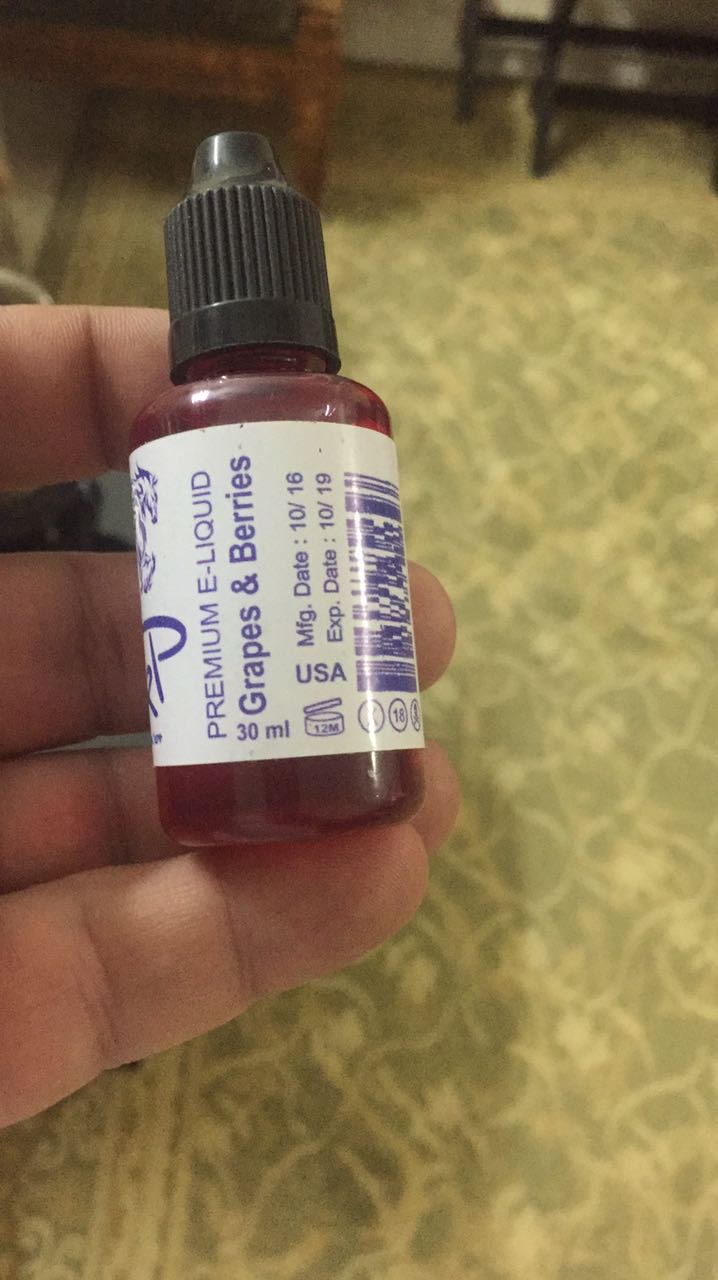 PREMIUM E-LIQUID
Grapes & Berries
30 ml
Mfg. Date : 10/ 16
Exp. Date : 10/ 19
USA
12M
18